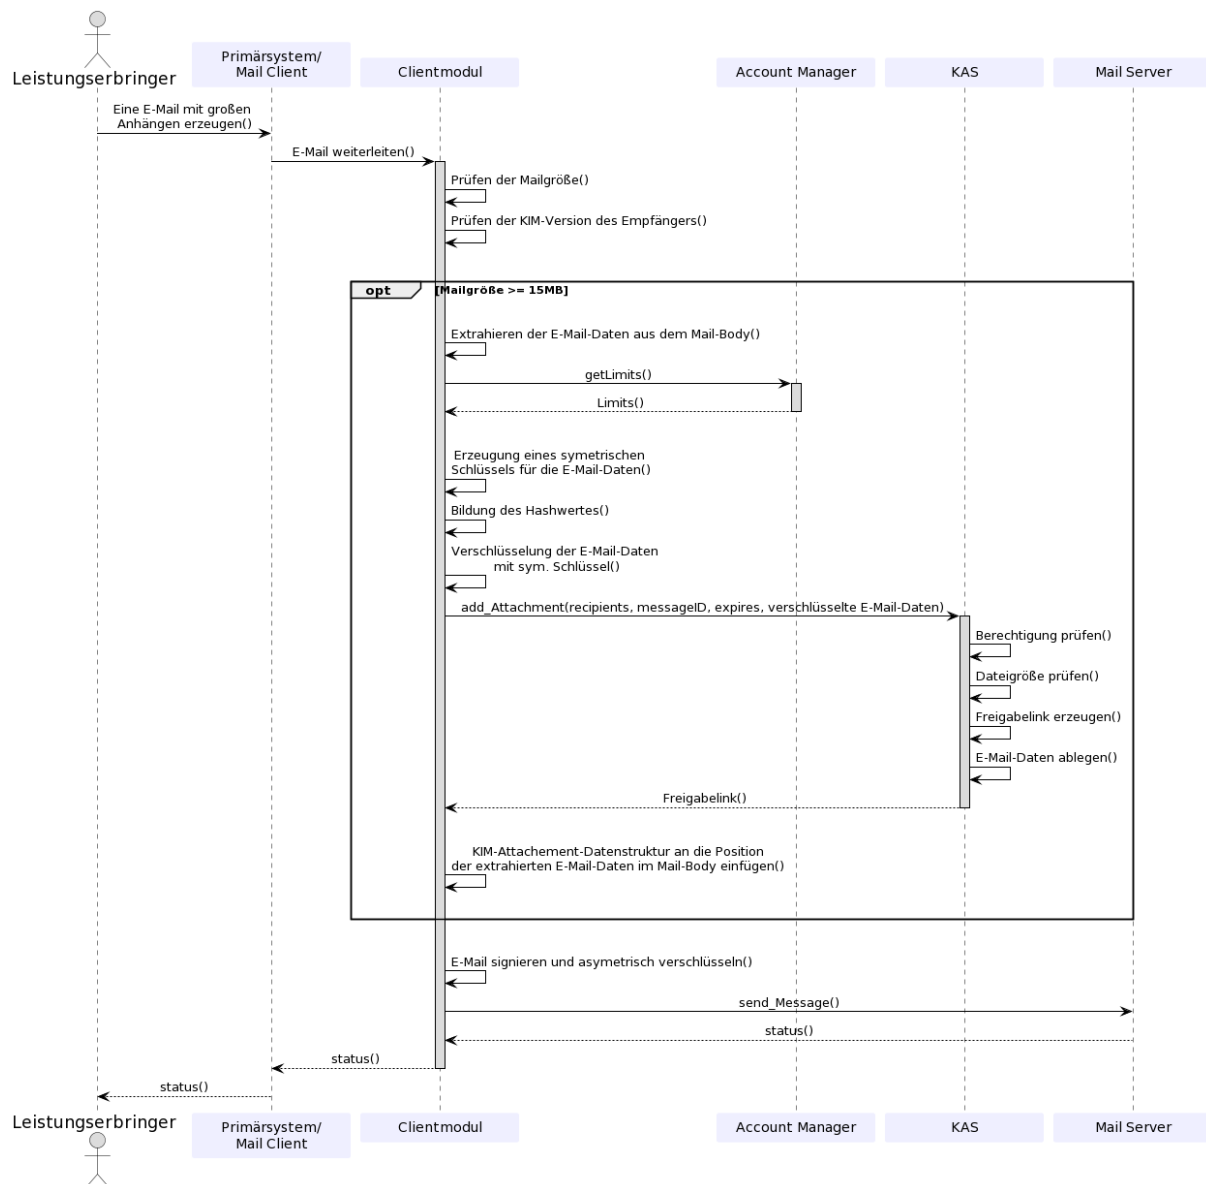 Leistungserbringer
Primärsystem/
Mail Client
Clientmodul
Account Manager
KAS
Mail Server
Eine E-Mail mit großen
Anhängen erzeugen()
E-Mail weiterleiten()
Prüfen der Mailgröße()
Prüfen der KIM-Version des Empfängers()
opt
[Mailgröße >= 15MB]
Extrahieren der E-Mail-Daten aus dem Mail-Body()
getLimits()
Limits()
Erzeugung eines symetrischen
Schlüssels für die E-Mail-Daten()
Bildung des Hashwertes()
Verschlüsselung der E-Mail-Daten
mit sym. Schlüssel()
add_Attachment(recipients, messageID, expires, verschlüsselte E-Mail-Daten)
Berechtigung prüfen()
Dateigröße prüfen()
Freigabelink erzeugen()
E-Mail-Daten ablegen()
Freigabelink()
KIM-Attachement-Datenstruktur an die Position
der extrahierten E-Mail-Daten im Mail-Body einfügen()
E-Mail signieren und asymetrisch verschlüsseln()
send_Message()
status()
status()
status()
Leistungserbringer
Primärsystem/
Mail Client
Clientmodul
Account Manager
KAS
Mail Server